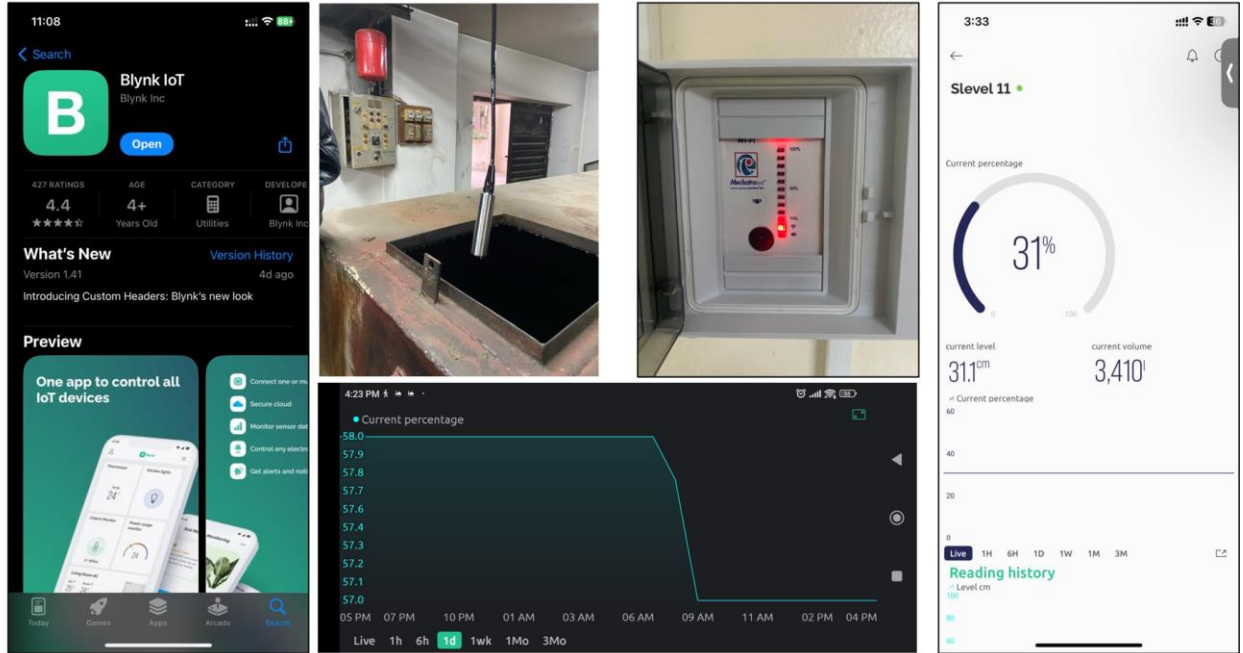 11:08
88
Search
B
Blynk IoT
Blynk Inc
Open
427 RATINGS
AGE
CATEGORY
DEVELOPE
4.4
4+
Years Old
Utilities
Blynk Inc
What's New
Version History
Version 1.41
4d ago
Introducing Custom Headers: Blynk's new look
Preview
One app to control all
IoT devices
Connect one or mu
Secure cloud
Monitor sensor dat
Control any electro
Get alerts and noti
Today
Games
Apps
Arcade
Search
WI-FI
100%
50%
10%
4:23 PM
Current percentage
58.0
57.9
57.8
57.7
57.6
57.5
57.4
57.3
57.2
57.1
57.0
05 PM 07 PM 10 PM 01 AM 03 AM 06 AM 09 AM 11 AM 02 PM 04 PM
Live 1h 6h 1d 1wk 1Mo 3Mo
3:33
Slevel 11
Current percentage
31%
0 100
current level
current volume
31.1cm
3,410l
Current percentage
60
40
20
0
Live 1H 6H 1D 1W 1M 3M
Reading history
Level cm
100
80
60